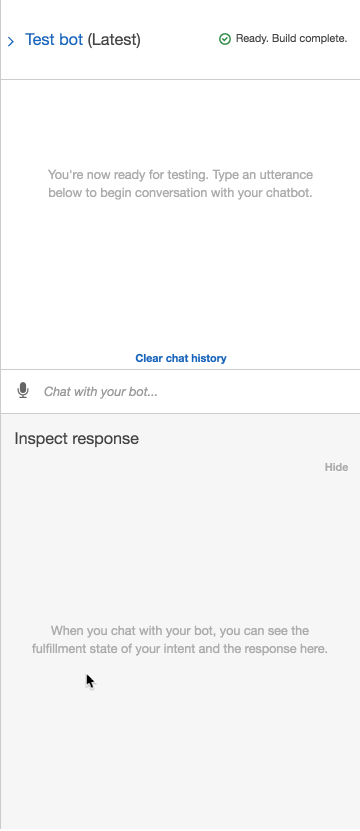 Test bot (Latest)
Ready. Build complete.
You're now ready for testing. Type an utterance
below to begin conversation with your chatbot.
Clear chat history
Chat with your bot...
Inspect response
Hide
When you chat with your bot, you can see the
fulfillment state of your intent and the response here.